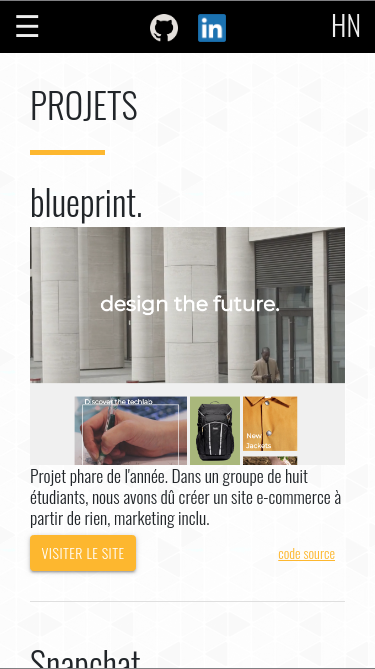 HN
PROJETS
blueprint.
design the future.
Discover the techlab
New
Jackets
Projet phare de l'année. Dans un groupe de huit
étudiants, nous avons dû créer un site e-commerce à
partir de rien, marketing inclu.
VISITER LE SITE
code source
Snapchat